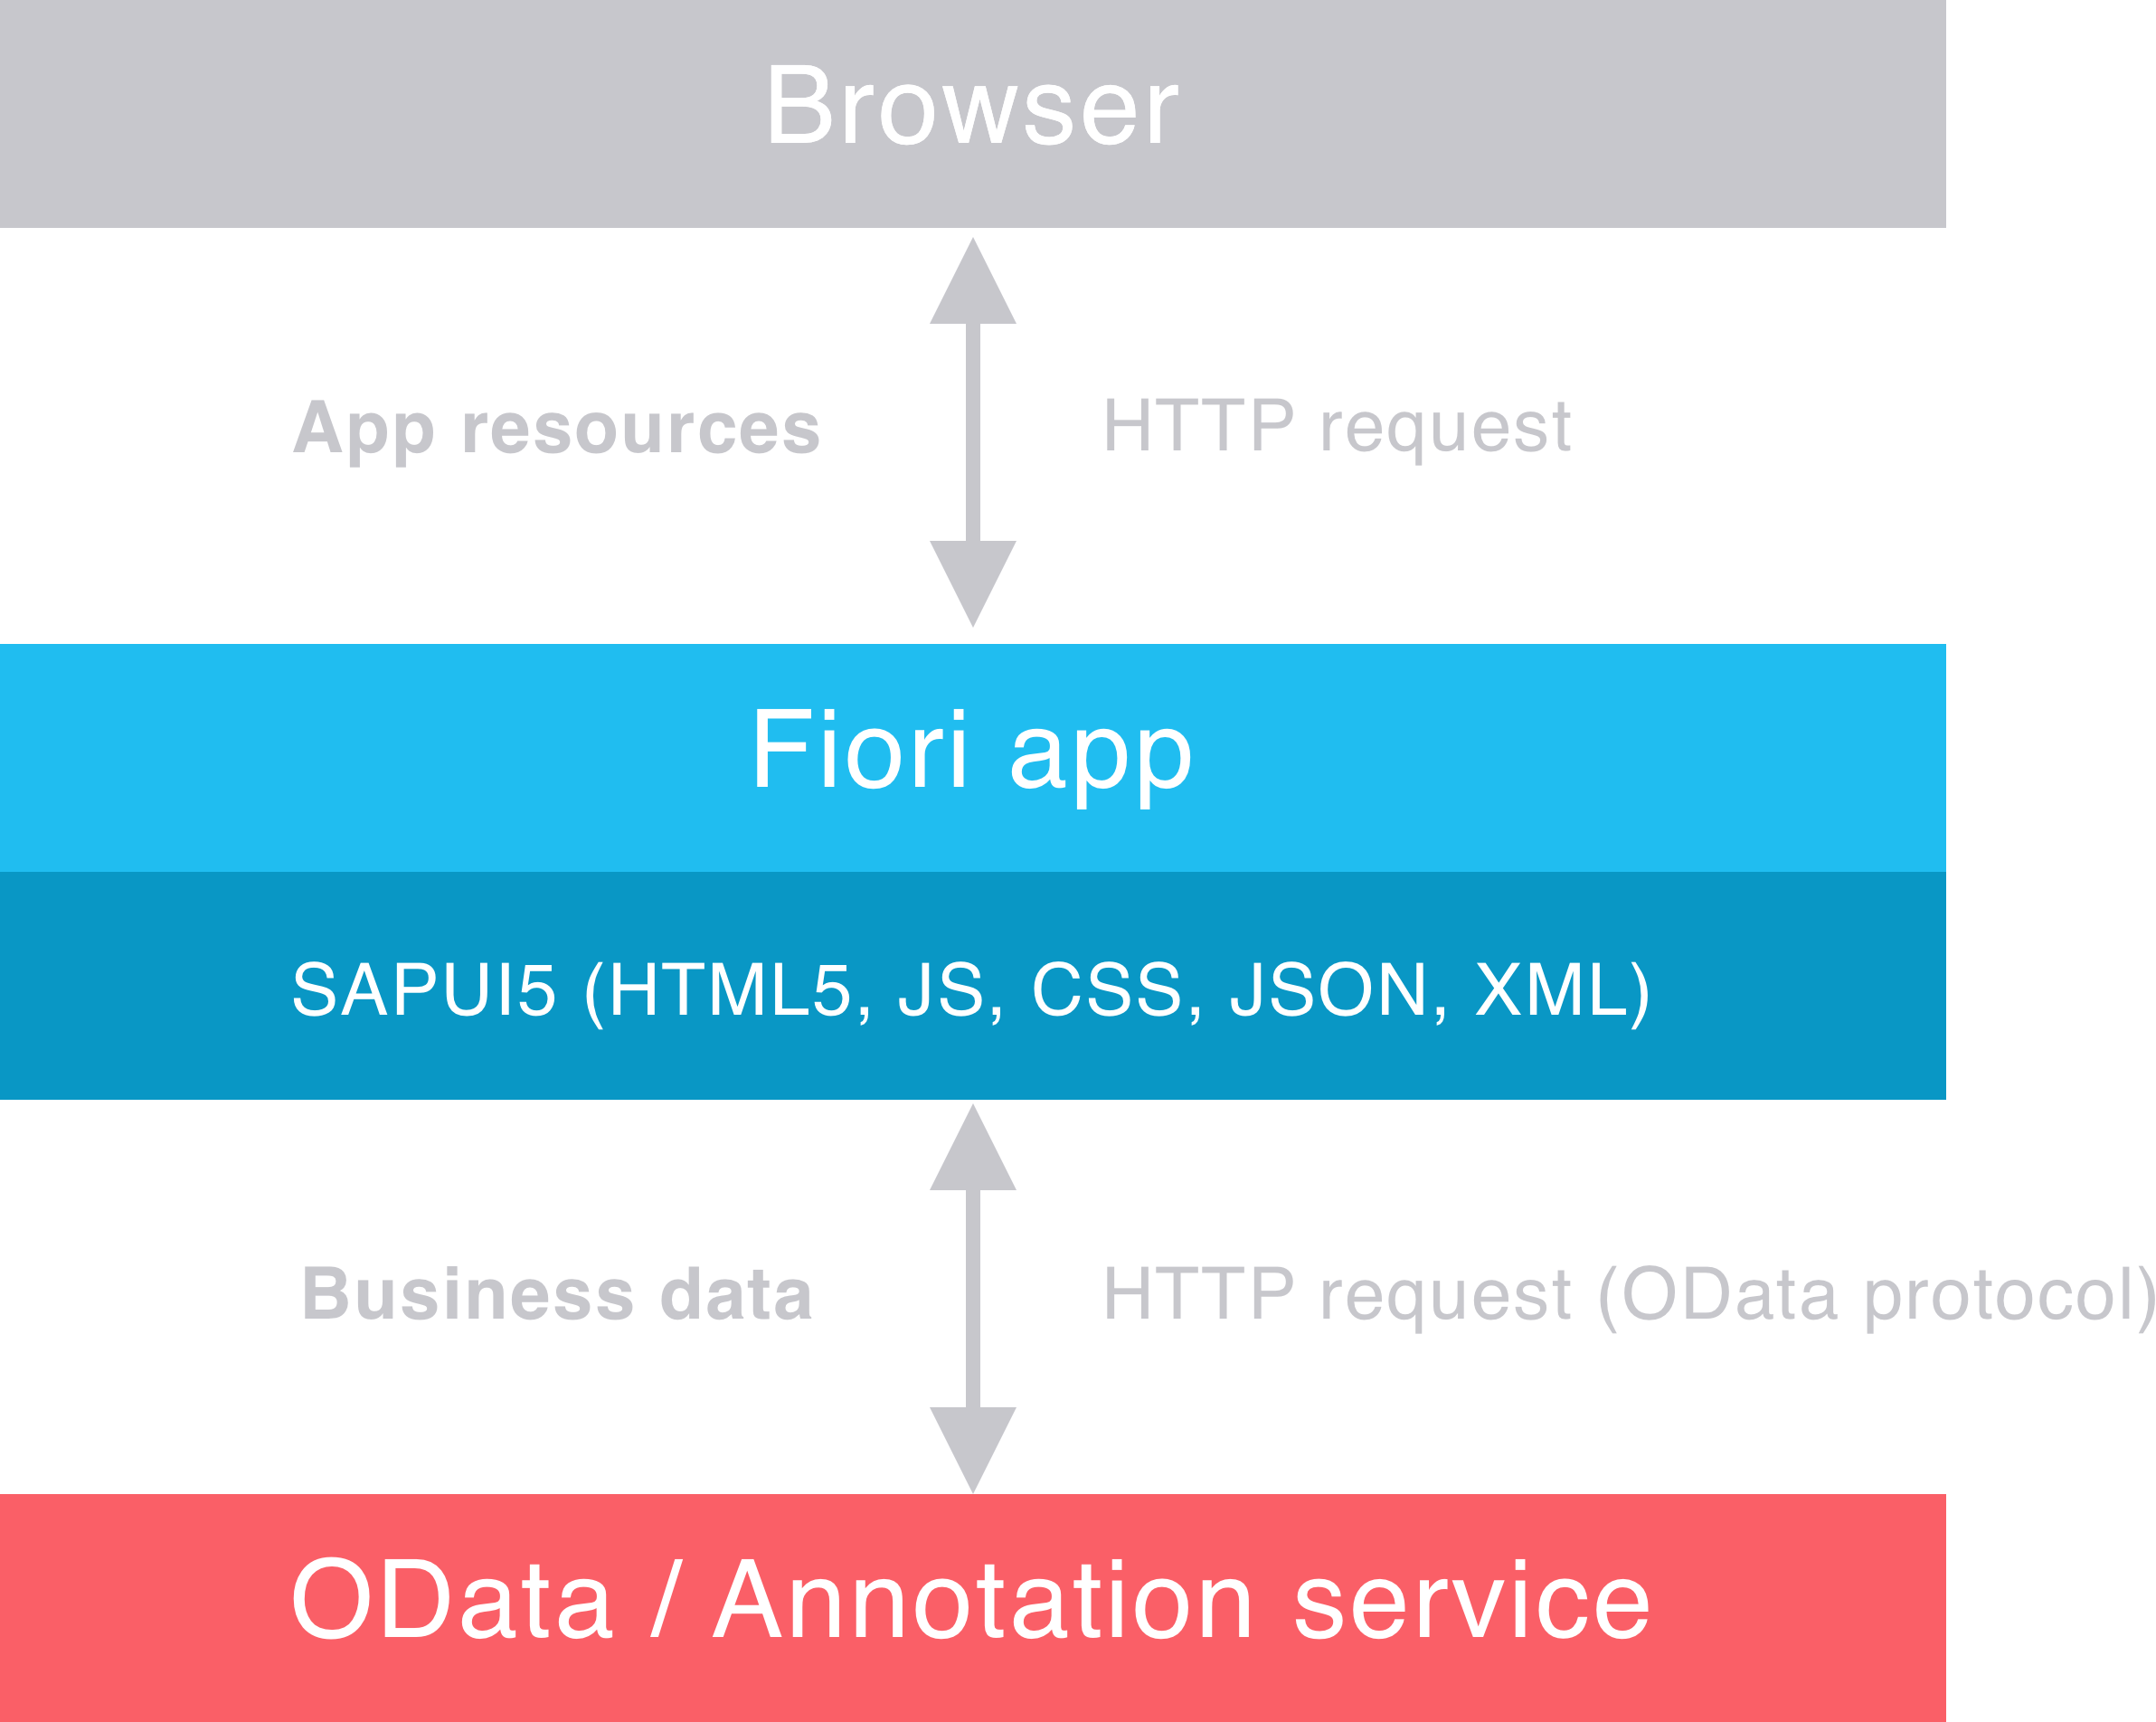 Browser
App resources
HTTP request
Fiori app
SAPUI5 (HTML5, JS, CSS, JSON, XML)
Business data
HTTP request (OData protocol)
OData / Annotation service